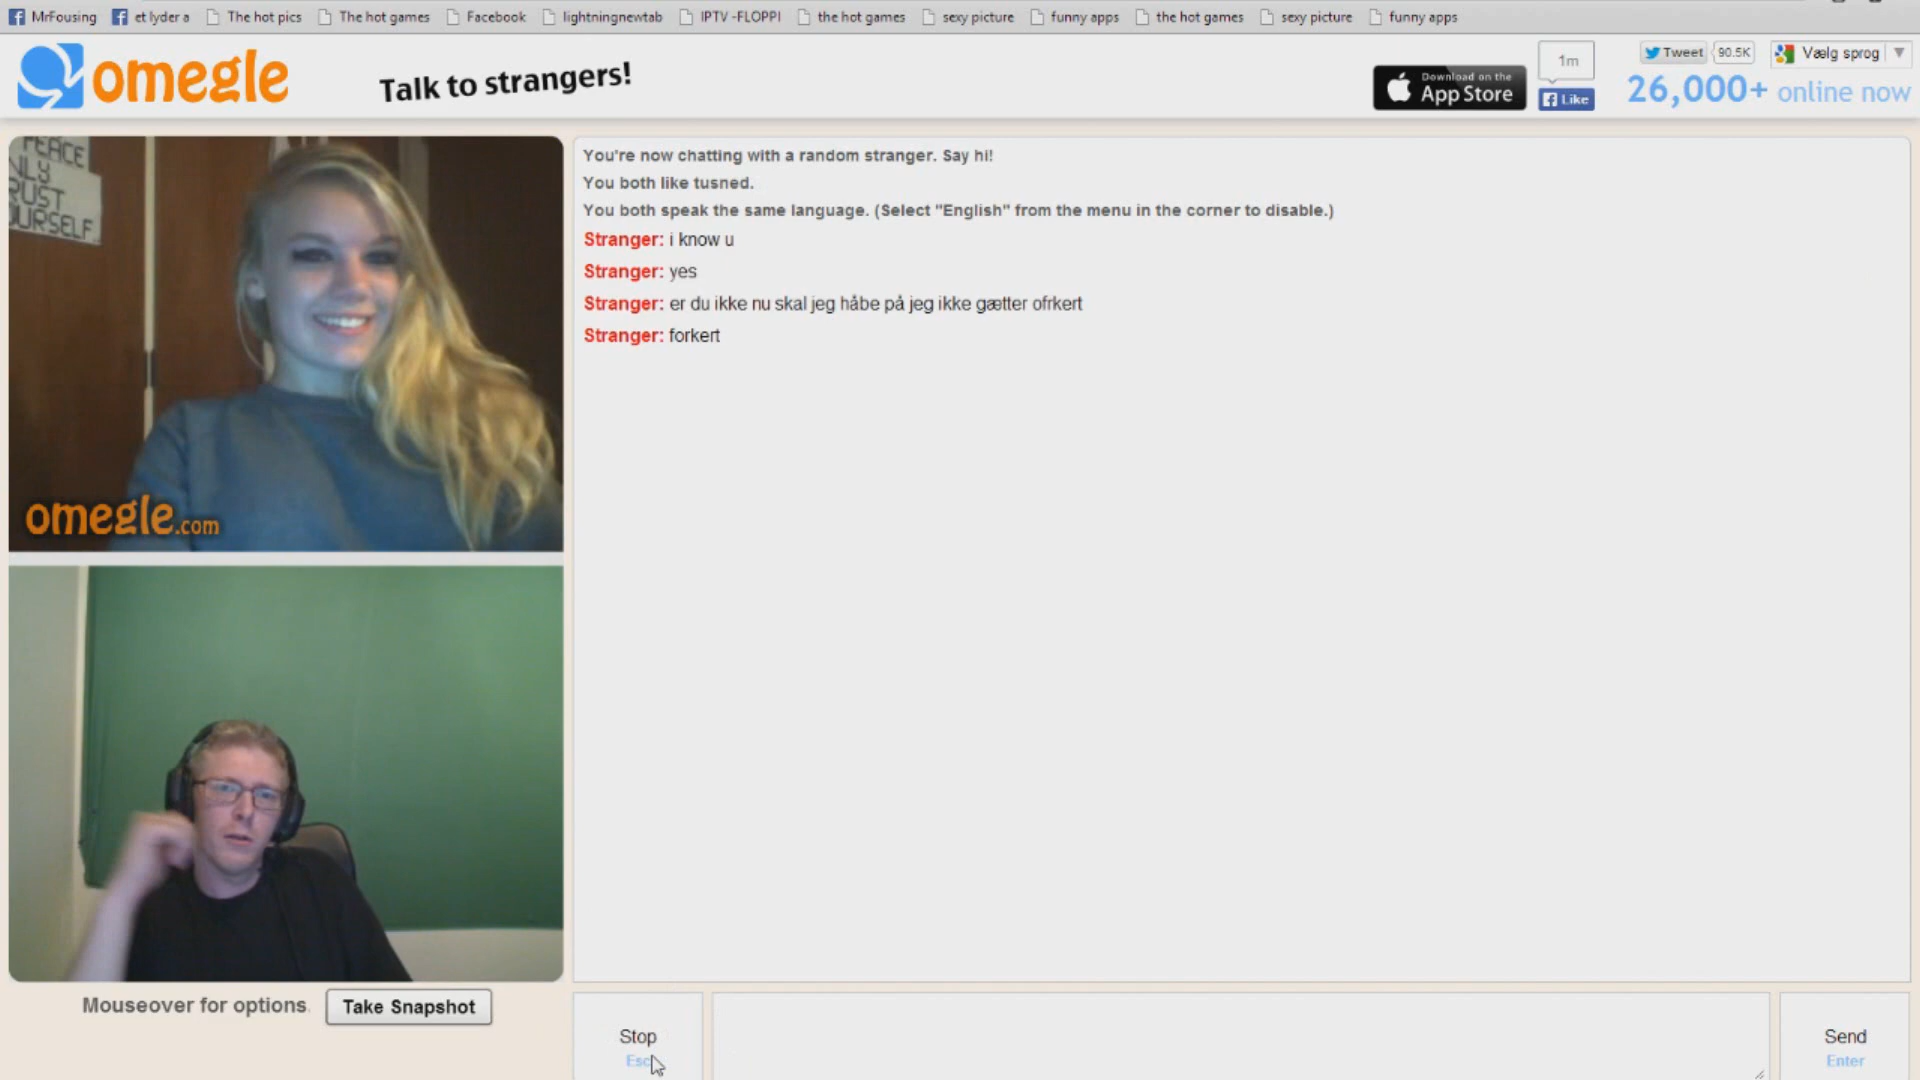 MrFousing et lyder a The hot pics The hot games Facebook lightningnewtab IPTV -FLOPPI the hot games sexy picture funny apps the hot games sexy picture funny apps
omegle Talk to strangers!
Download on the
App Store
1m
Like
Tweet 90.5K Vælg sprog
26,000+ online now
PEACE
NLY
RUST
OURSELF
omegle.com
You're now chatting with a random stranger. Say hi!
You both like tusned.
You both speak the same language. (Select "English" from the menu in the corner to disable.)
Stranger: i know u
Stranger: yes
Stranger: er du ikke nu skal jeg håbe på jeg ikke gætter ofrkert
Stranger: forkert
Mouseover for options. Take Snapshot
Stop
Esc
Send
Enter